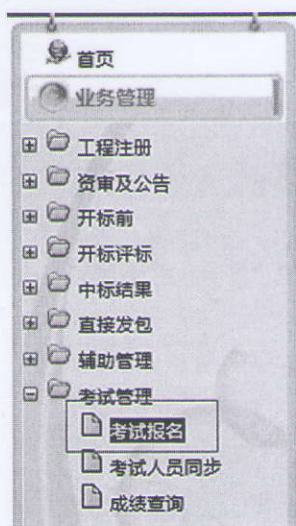 首页
业务管理
工程注册
资审及公告
开标前
开标评标
中标结果
直接发包
辅助管理
考试管理
考试报名
考试人员同步
成绩查询